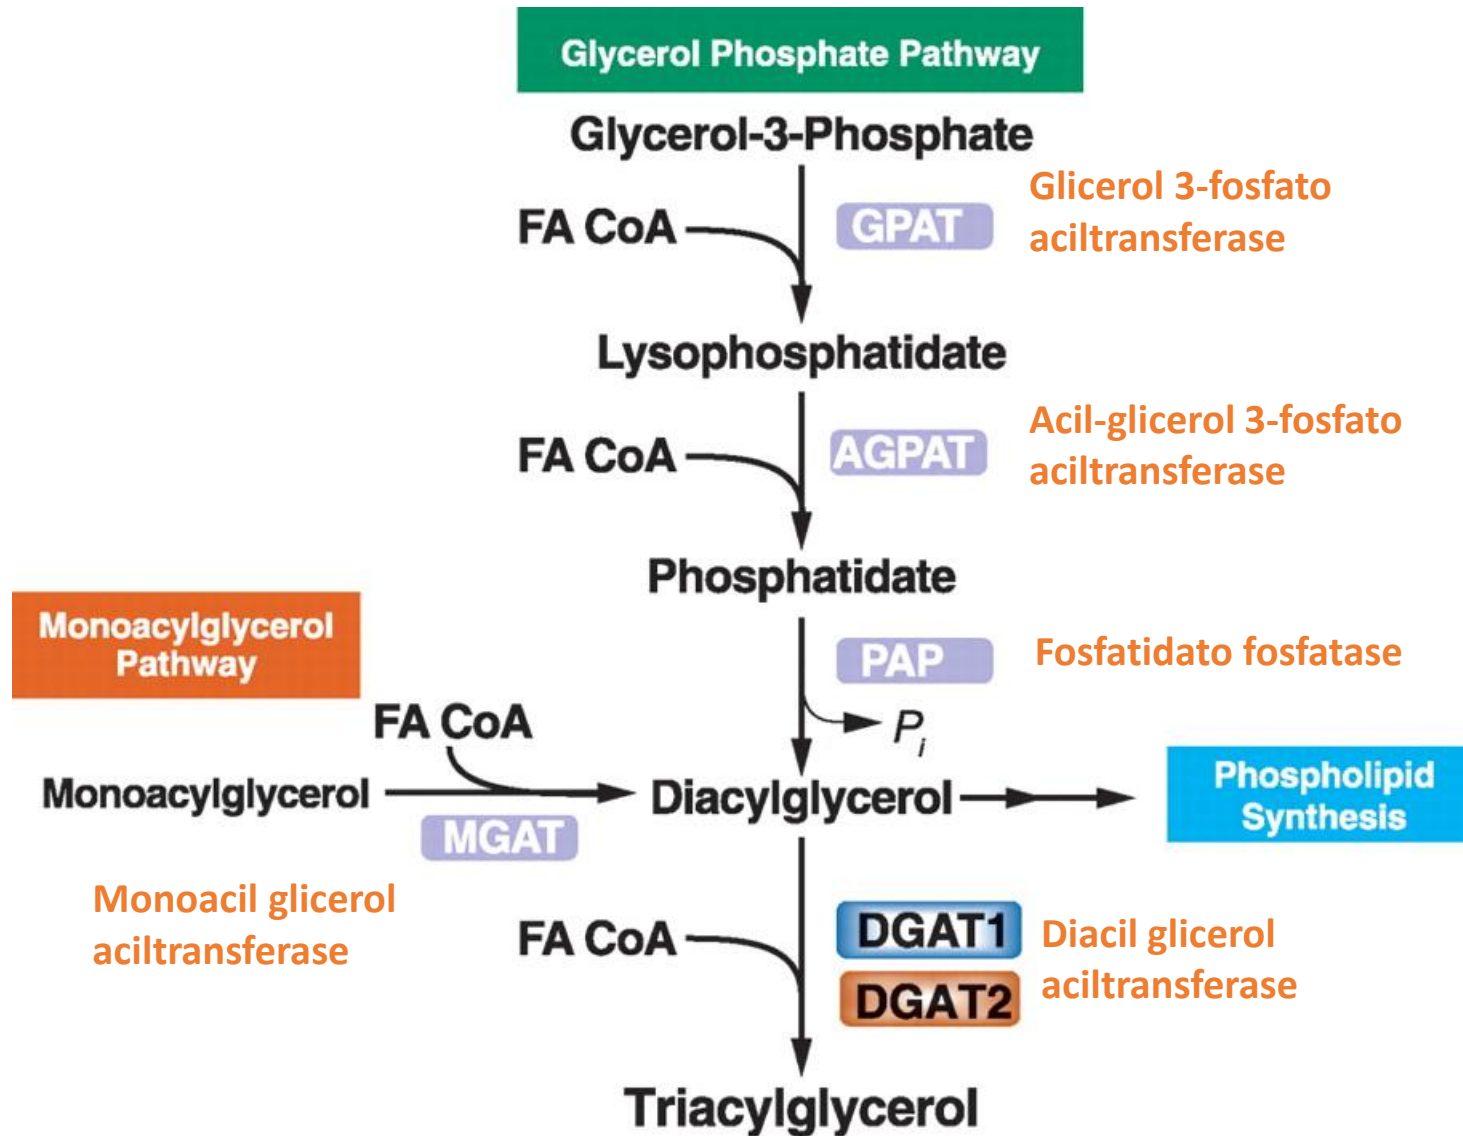 Glycerol Phosphate Pathway
Glycerol-3-Phosphate
FA CoA
GPAT
Glicerol 3-fosfato
aciltransferase
Lysophosphatidate
FA CoA
AGPAT
Acil-glicerol 3-fosfato
aciltransferase
Phosphatidate
Monoacylglycerol
Pathway
PAP
Fosfatidato fosfatase
FA CoA
Pi
Monoacylglycerol
MGAT
Monoacil glicerol
aciltransferase
Diacylglycerol
Phospholipid
Synthesis
FA CoA
DGAT1
DGAT2
Diacil glicerol
aciltransferase
Triacylglycerol